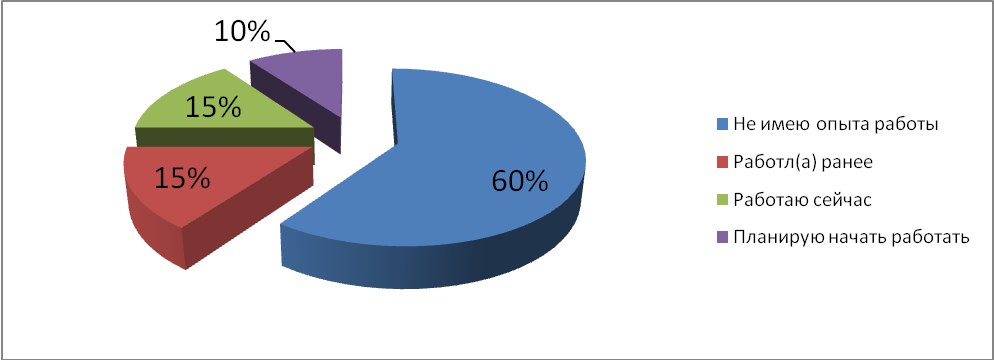 10%
15%
15%
60%
Не имею опыта работы
Работл(а) ранее
Работаю сейчас
Планирую начать работать